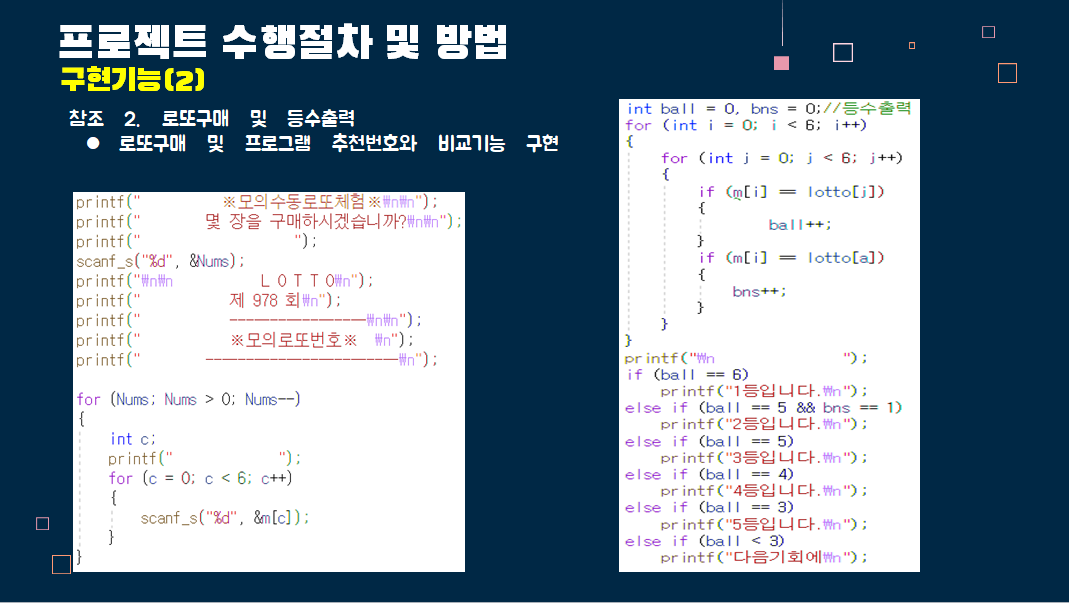 프로젝트 수행절차 및 방법
구현기능(2)
참조 2. 로또구매 및 등수출력
● 로또구매 및 프로그램 추천번호와 비교기능 구현
printf("           ※모의수동로또체험※₩n₩n");
printf("        몇 장을 구매하시겠습니까?₩n₩n");
printf("                    ");
scanf_s("%d", &Nums);
printf("₩n₩n           L O T T O₩n");
printf("           제 978 회₩n");
printf("           -----------------₩n₩n");
printf("           ※모의로또번호※  ₩n");
printf("        ------------------------₩n");
for (Nums; Nums > 0; Nums--)
{
    int c;
    printf("             ");
    for (c = 0; c < 6; c++)
    {
        scanf_s("%d", &m[c]);
    }
}
int ball = 0, bns = 0;//등수출력
for (int i = 0; i < 6; i++)
{
    for (int j = 0; j < 6; j++)
    {
        if (m[i] == lotto[j])
        {
                ball++;
        }
        if (m[i] == lotto[a])
        {
            bns++;
        }
    }
}
printf("₩n                ");
if (ball == 6)
    printf("1등입니다.₩n");
else if (ball == 5 && bns == 1)
    printf("2등입니다.₩n");
else if (ball == 5)
    printf("3등입니다.₩n");
else if (ball == 4)
    printf("4등입니다.₩n");
else if (ball == 3)
    printf("5등입니다.₩n");
else if (ball < 3)
    printf("다음기회에₩n");